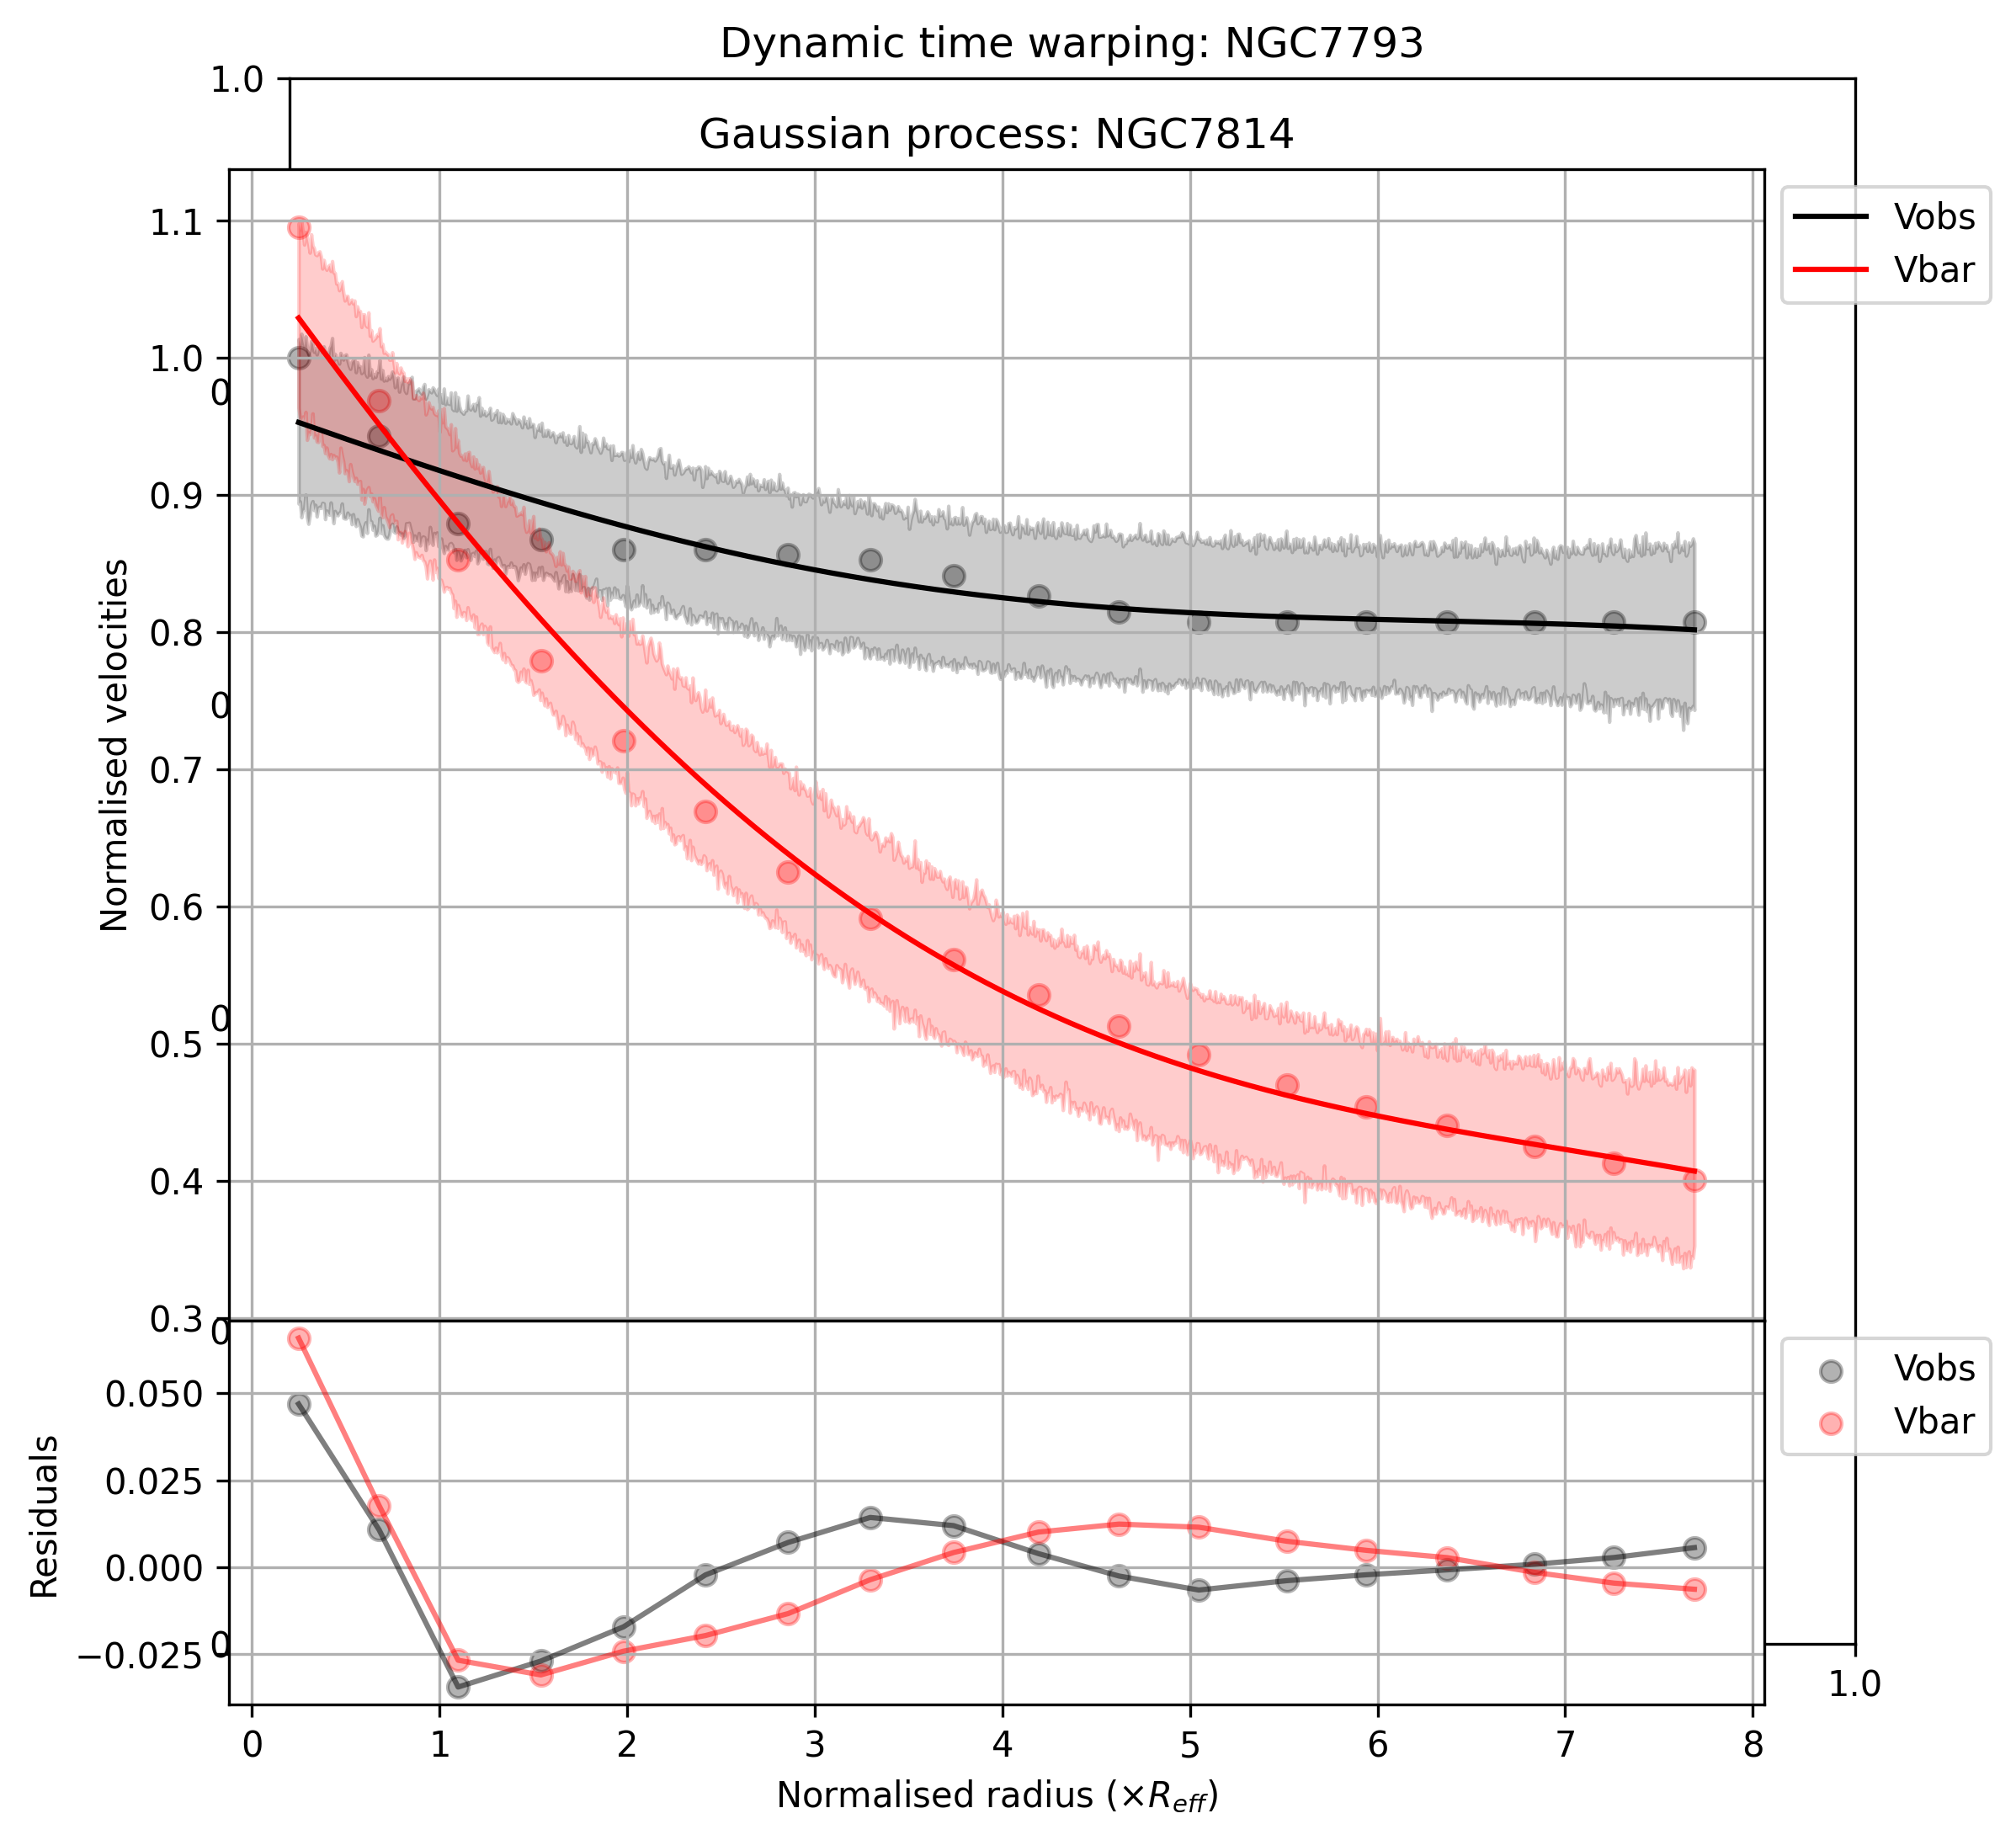 Dynamic time warping: NGC7793
1.0
Gaussian process: NGC7814
1.1
1.0
0
0.9
0.8
0
0.7
0.6
0
0.5
0.4
0.3
0
Normalised velocities
Vobs
Vbar
0.050
0.025
0.000
−0.025
0
Residuals
Vobs
Vbar
1.0
0 1 2 3 4 5 6 7 8
Normalised radius (×R_eff)